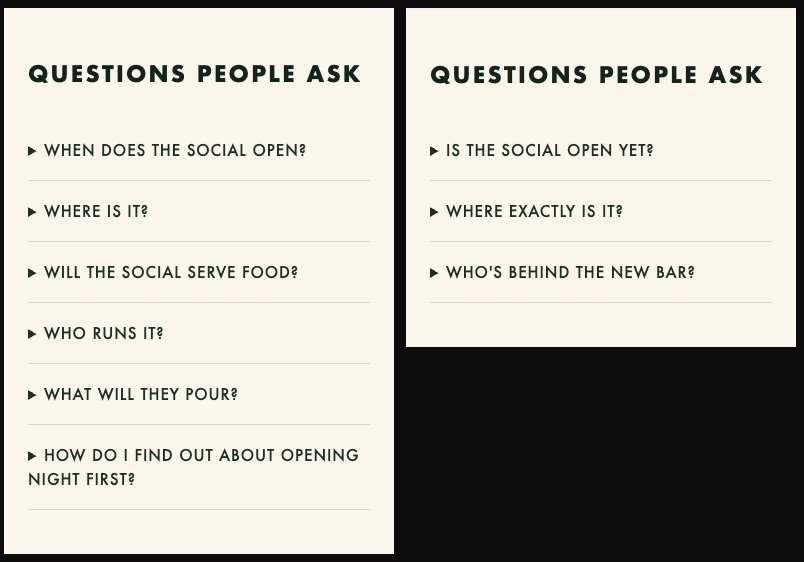 QUESTIONS PEOPLE ASK
WHEN DOES THE SOCIAL OPEN?
WHERE IS IT?
WILL THE SOCIAL SERVE FOOD?
WHO RUNS IT?
WHAT WILL THEY POUR?
HOW DO I FIND OUT ABOUT OPENING
NIGHT FIRST?
QUESTIONS PEOPLE ASK
IS THE SOCIAL OPEN YET?
WHERE EXACTLY IS IT?
WHO'S BEHIND THE NEW BAR?